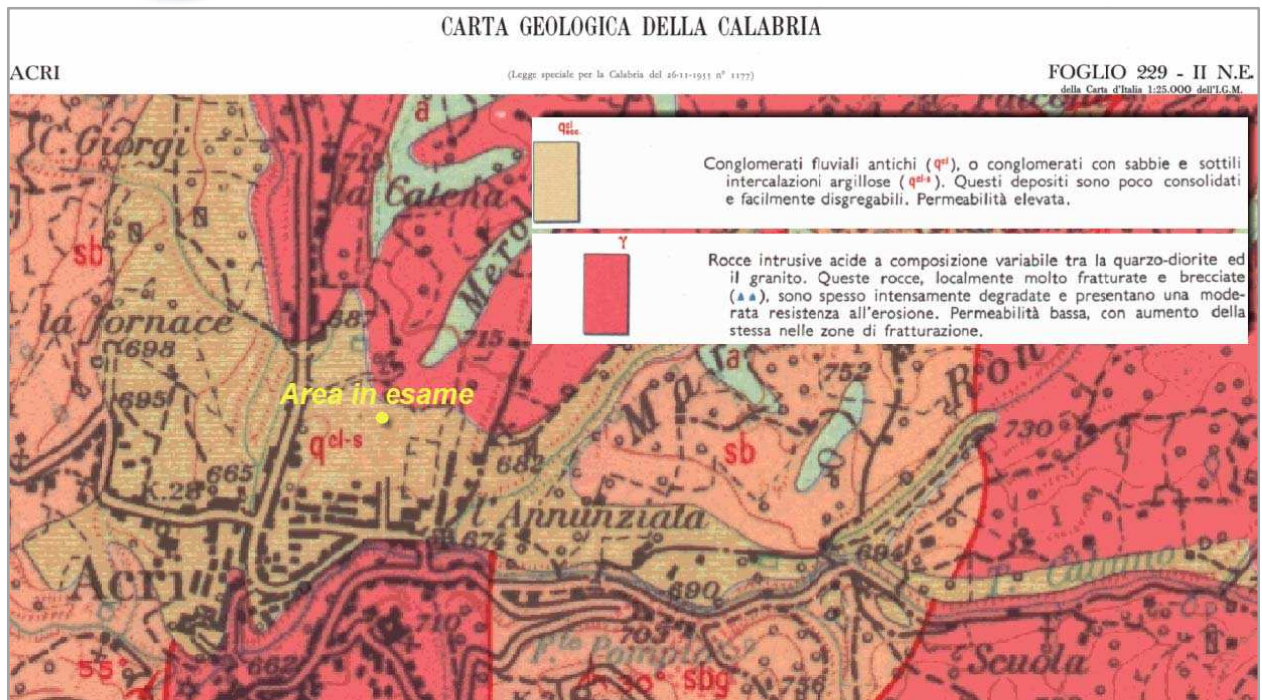 CARTA GEOLOGICA DELLA CALABRIA
ACRI
(Legge speciale per la Calabria del 26-11-1955 n° 1177)
FOGLIO 229 - II N.E.
della Carta d'Italia 1:25.000 dell'I.G.M.
qcl
ecc.
Conglomerati fluviali antichi (qcl), o conglomerati con sabbie e sottili
intercalazioni argillose (qcl-s). Questi depositi sono poco consolidati
e facilmente disgregabili. Permeabilità elevata.
γ
Rocce intrusive acide a composizione variabile tra la quarzo-diorite ed
il granito. Queste rocce, localmente molto fratturate e brecciate
(▲▲), sono spesso intensamente degradate e presentano una mode-
rata resistenza all'erosione. Permeabilità bassa, con aumento della
stessa nelle zone di fratturazione.
a
C. Giorgi
718
la Catena
sb
la fornace
687
698
715
695
Area in esame
a
752
730
qcl-s
sb
682
665
K.28
l'Annunziata
674
694
Acri
690
Calamo
710
703
662
Scuola
55°
30°
sbg
756